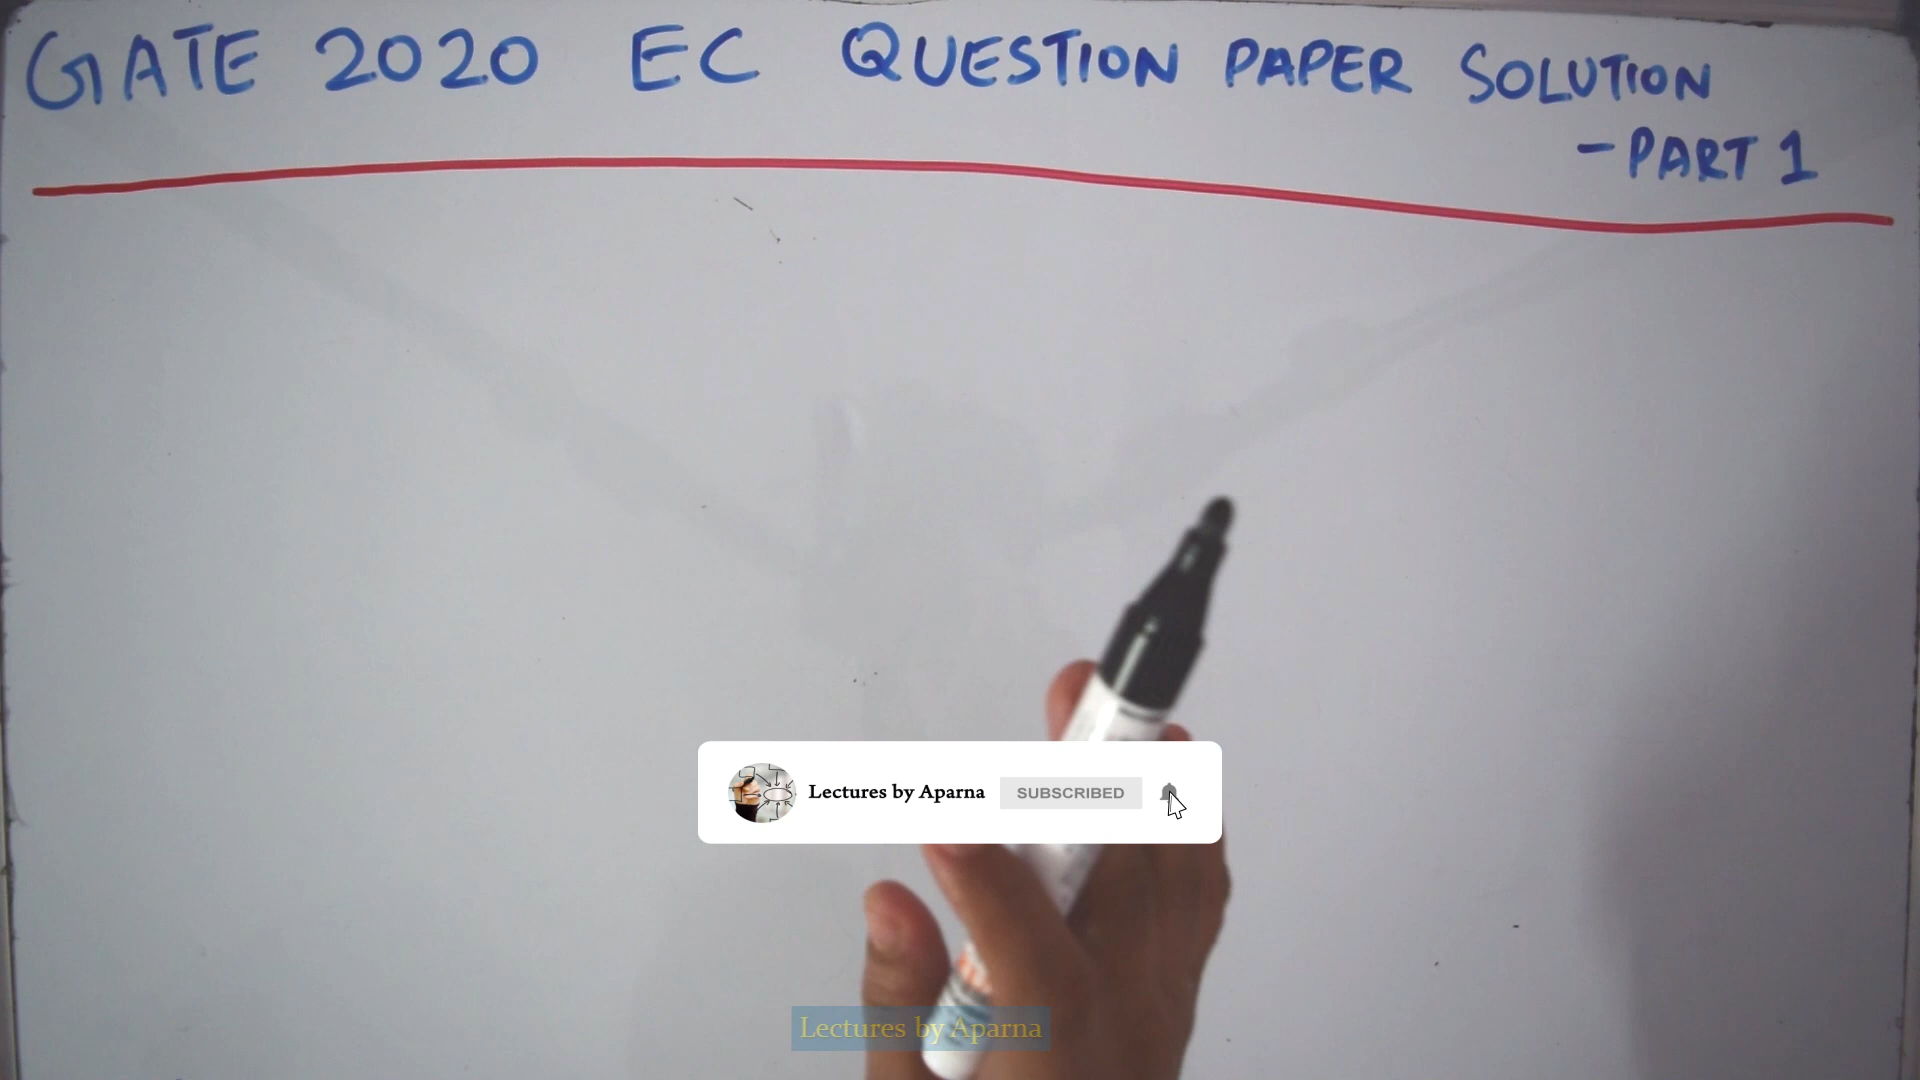 GATE 2020 EC QUESTION PAPER SOLUTION
- PART 1
Lectures by Aparna SUBSCRIBED
Lectures by Aparna